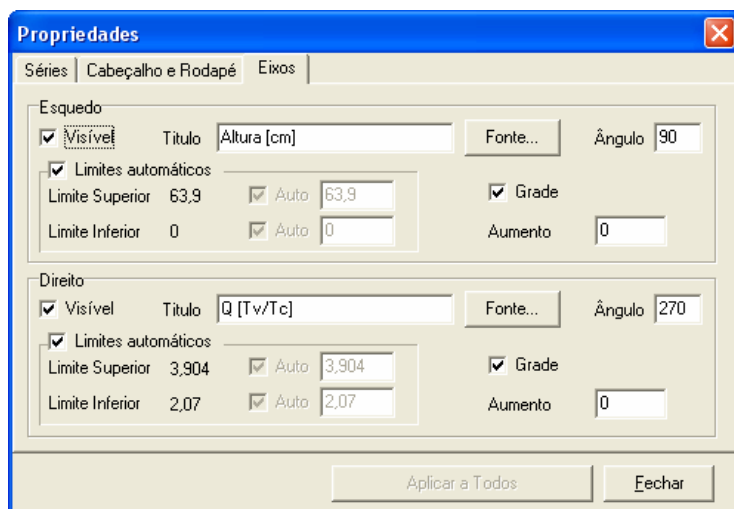 Propriedades
Séries Cabeçalho e Rodapé Eixos
Esquedo
Visível Titulo Altura [cm] Fonte... Ângulo 90
Limites automáticos
Limite Superior 63,9 Auto 63,9 Grade
Limite Inferior 0 Auto 0 Aumento 0
Direito
Visível Titulo Q [Tv/Tc] Fonte... Ângulo 270
Limites automáticos
Limite Superior 3,904 Auto 3,904 Grade
Limite Inferior 2,07 Auto 2,07 Aumento 0
Aplicar a Todos Fechar